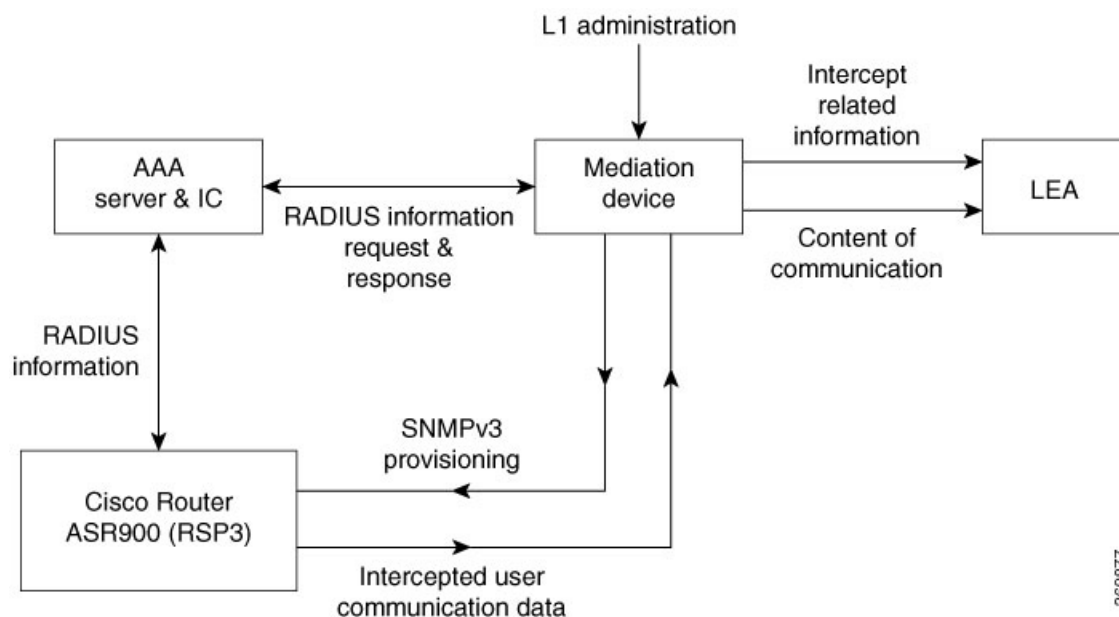 L1 administration
Intercept
related
information
AAA
server & IC
Mediation
device
LEA
RADIUS information
request &
response
Content of
communication
RADIUS
information
SNMPv3
provisioning
Cisco Router
ASR900 (RSP3)
Intercepted user
communication data